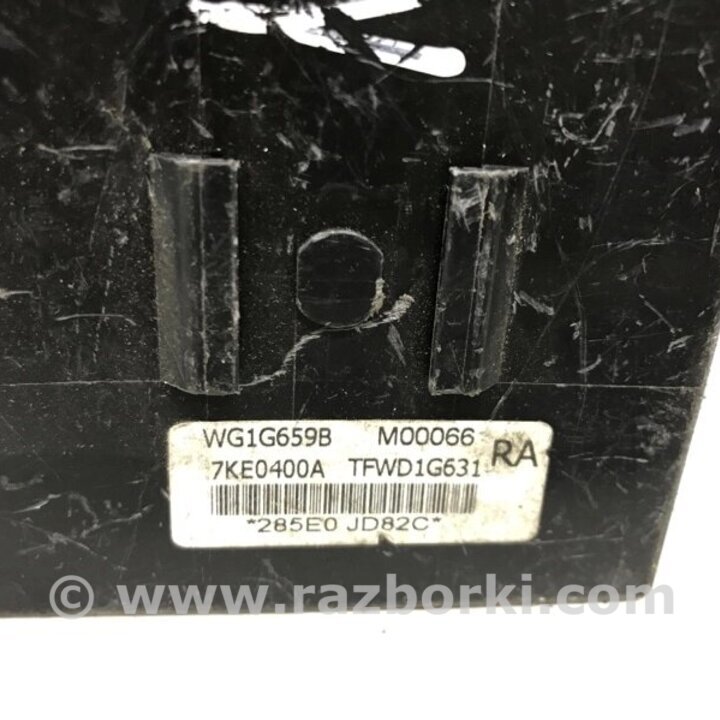 WG1G659B M00066
7KE0400A TFWD1G631 RA
*285E0 JD82C*
© www.razborki.com